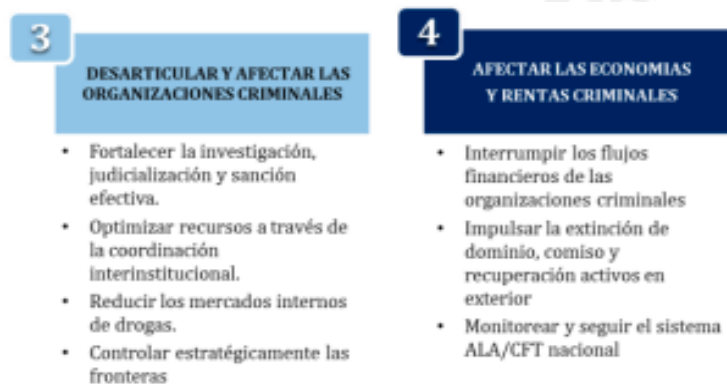 3
DESARTICULAR Y AFECTAR LAS
ORGANIZACIONES CRIMINALES
• Fortalecer la investigación,
judicialización y sanción
efectiva.
• Optimizar recursos a través de
la coordinación
interinstitucional.
• Reducir los mercados internos
de drogas.
• Controlar estratégicamente las
fronteras
4
AFECTAR LAS ECONOMIAS
Y RENTAS CRIMINALES
• Interrumpir los flujos
financieros de las
organizaciones criminales
• Impulsar la extinción de
dominio, comiso y
recuperación activos en
exterior
• Monitorear y seguir el sistema
ALA/CFT nacional